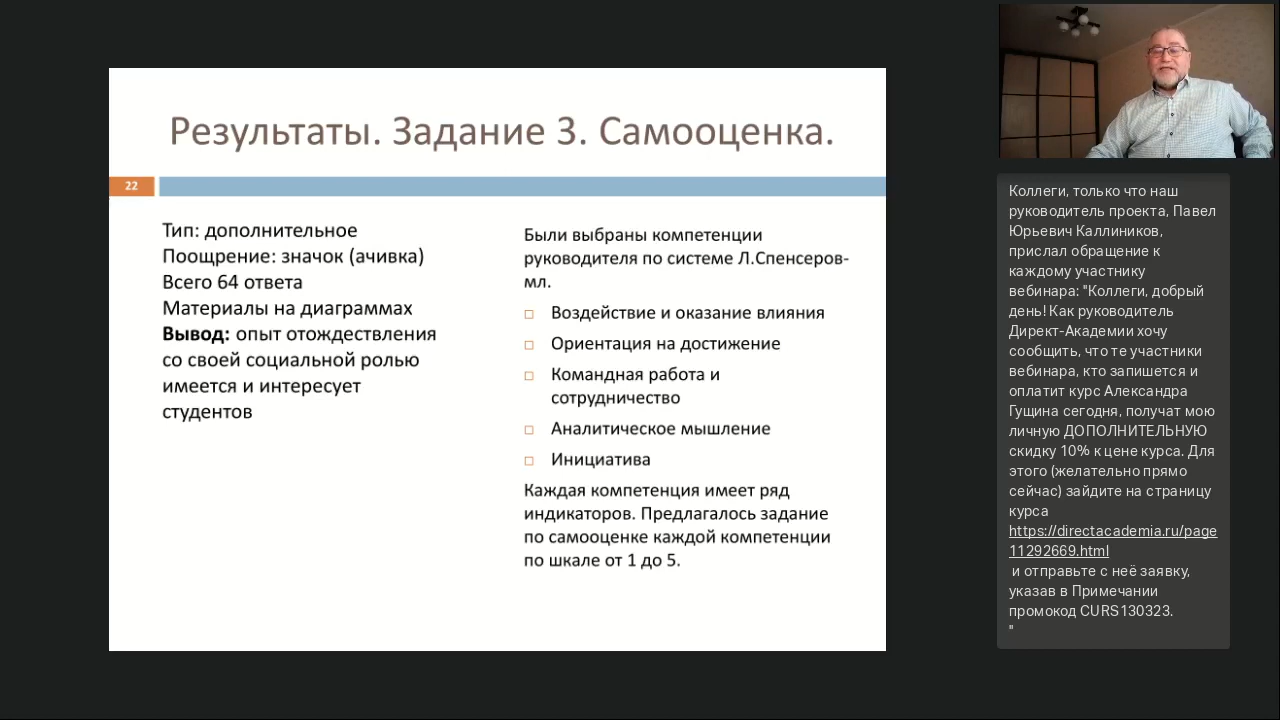 Результаты. Задание 3. Самооценка.
22
Тип: дополнительное
Поощрение: значок (ачивка)
Всего 64 ответа
Материалы на диаграммах
Вывод: опыт отождествления
со своей социальной ролью
имеется и интересует
студентов
Были выбраны компетенции
руководителя по системе Л.Спенсеров-
мл.
Воздействие и оказание влияния
Ориентация на достижение
Командная работа и
сотрудничество
Аналитическое мышление
Инициатива
Каждая компетенция имеет ряд
индикаторов. Предлагалось задание
по самооценке каждой компетенции
по шкале от 1 до 5.
Коллеги, только что наш
руководитель проекта, Павел
Юрьевич Каллиников,
прислал обращение к
каждому участнику
вебинара: "Коллеги, добрый
день! Как руководитель
Директ-Академии хочу
сообщить, что те участники
вебинара, кто запишется и
оплатит курс Александра
Гущина сегодня, получат мою
личную ДОПОЛНИТЕЛЬНУЮ
скидку 10% к цене курса. Для
этого (желательно прямо
сейчас) зайдите на страницу
курса
https://directacademia.ru/page
11292669.html
и отправьте с неё заявку,
указав в Примечании
промокод CURS130323.
"